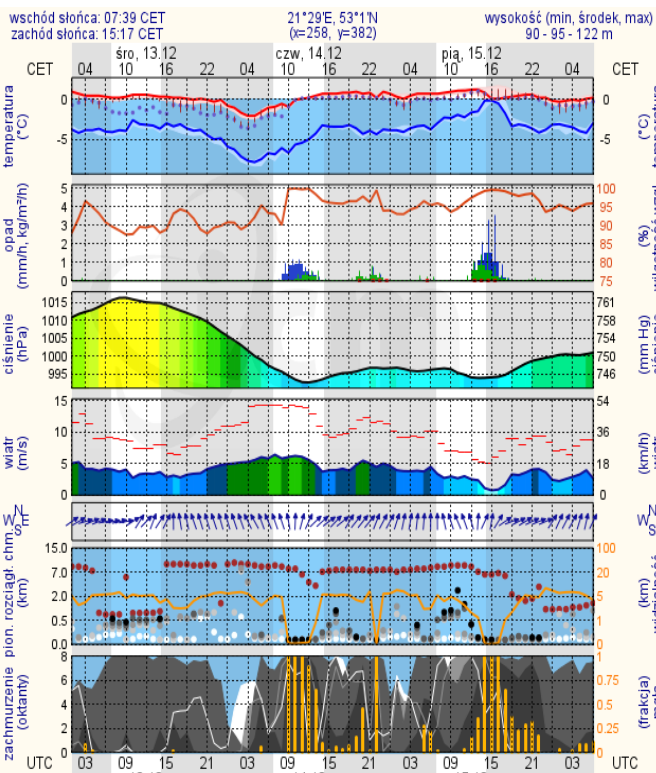 wschód słońca: 07:39 CET 21°29'E, 53°1'N wysokość (min, środek, max)
zachód słońca: 15:17 CET (x=258, y=382) 90 - 95 - 122 m
śro, 13.12 czw, 14.12 pią, 15.12
CET 04 10 16 22 04 10 16 22 04 10 16 22 04 CET
temperatura
(°C)
0
-5
0
-5
(°C)
temperatura
opad
(mm/h, kg/m²/h)
5
4
3
2
1
0
100
95
90
85
80
75
(%)
ciśnienie
(hPa)
1015
1010
1005
1000
995
761
758
754
750
746
(mm Hg)
ciśnienie
wiatr
(m/s)
15
10
5
0
54
36
18
0
(km/h)
wiatr
N
W E
S
N
W
S
pion. rozciągł. chm.
(km)
15.0
7.0
2.0
0.5
0.0
100
20
5
1
0
(km)
zachmurzenie
(oktanty)
8
6
4
2
0
1
0.75
0.5
0.25
0
(frakcja)
UTC 03 09 15 21 03 09 15 21 03 09 15 21 03 UTC